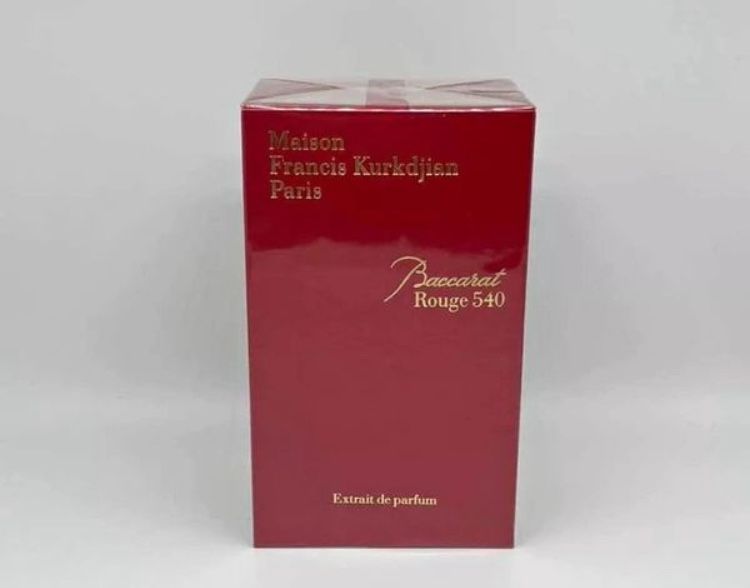 Maison
Francis Kurkdjian
Paris
Baccarat
Rouge 540
Extrait de parfum